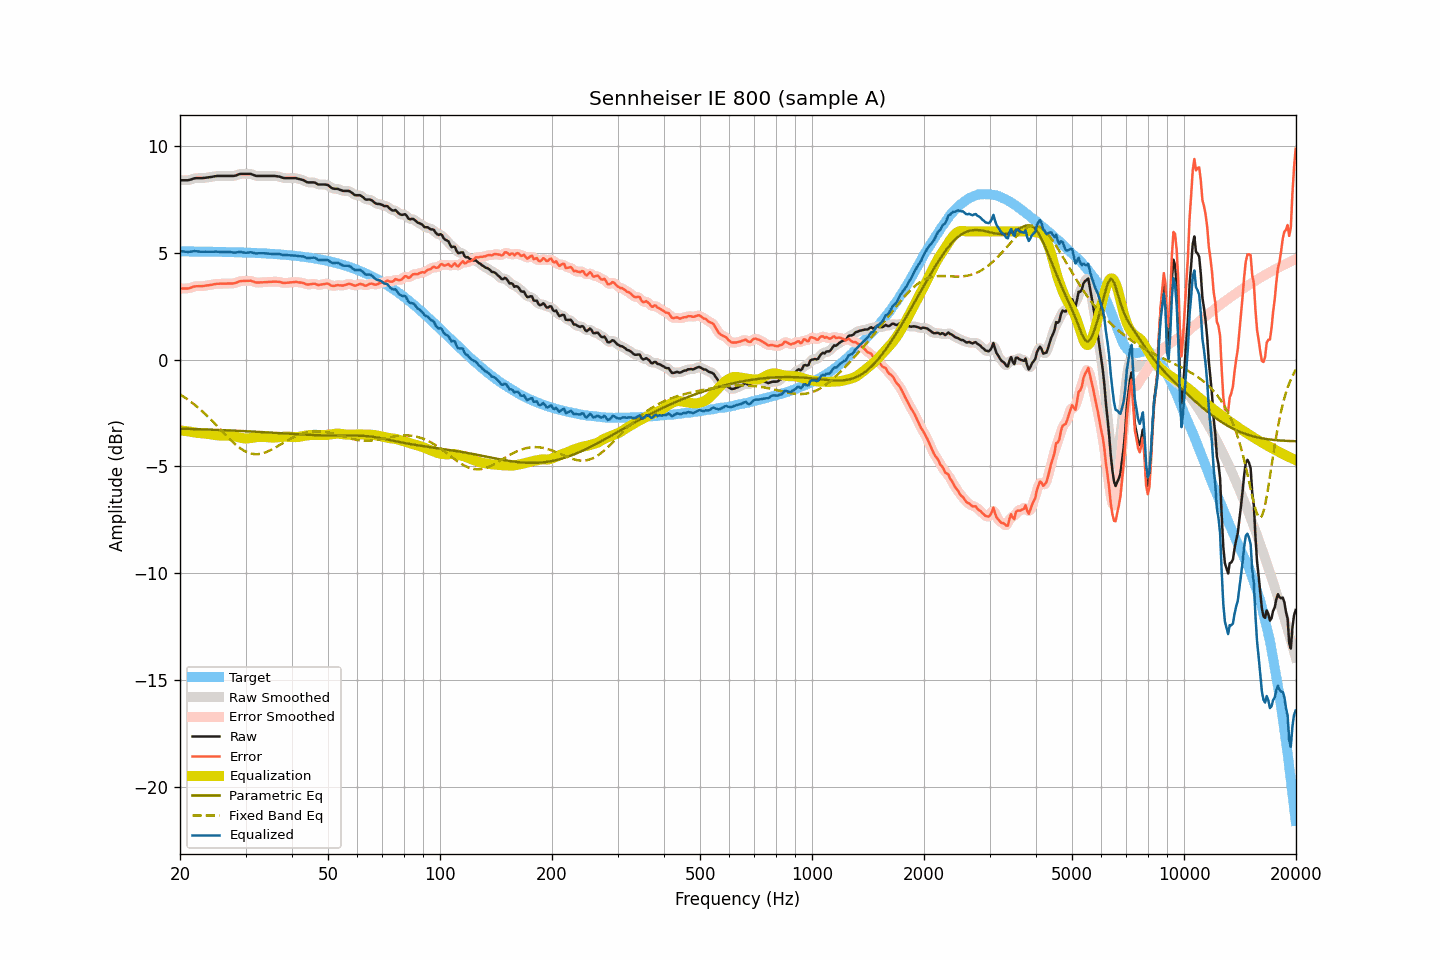 Sennheiser IE 800 (sample A)
10
5
0
−5
−10
−15
−20
Amplitude (dBr)
Target
Raw Smoothed
Error Smoothed
Raw
Error
Equalization
Parametric Eq
Fixed Band Eq
Equalized
20 50 100 200 500 1000 2000 5000 10000 20000
Frequency (Hz)